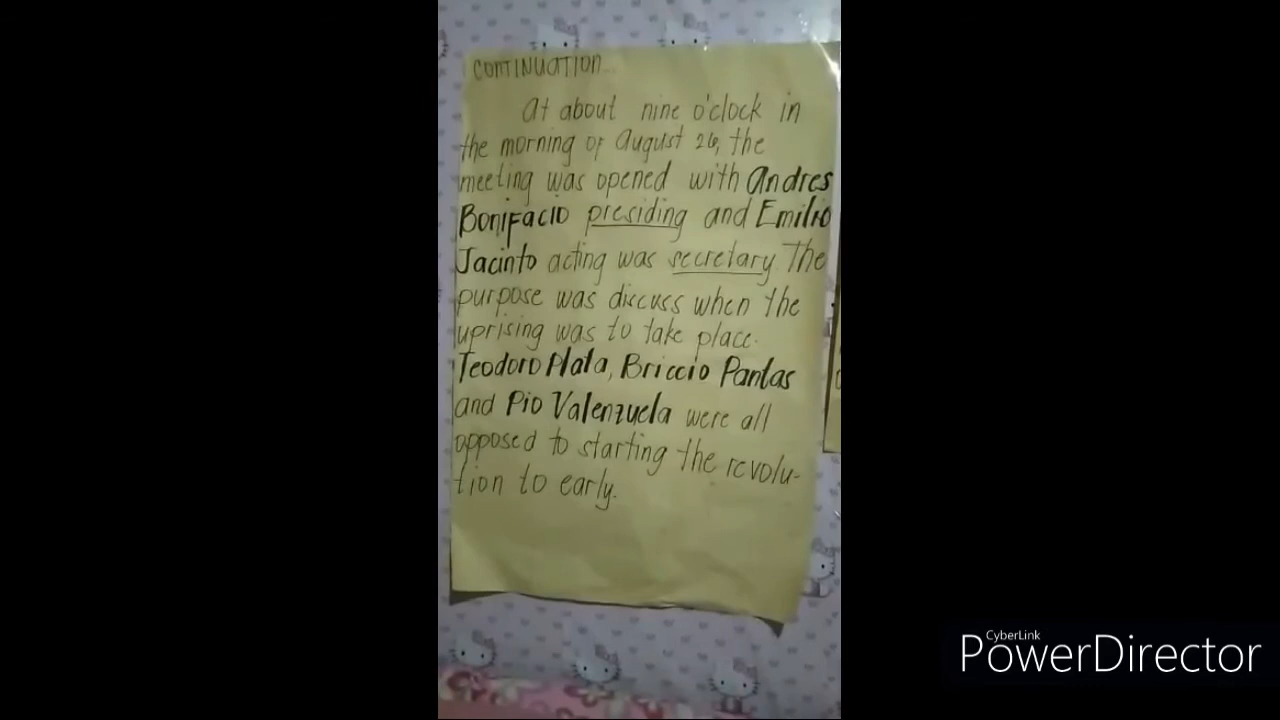 CONTINUATION...
At about nine o'clock in
the morning of August 26, the
meeting was opened with Andres
Bonifacio presiding and Emilio
Jacinto acting was secretary. The
purpose was discuss when the
uprising was to take place.
Teodoro Plata, Briccio Pantas
and Pio Valenzuela were all
opposed to starting the revolu-
tion to early.
CyberLink
PowerDirector